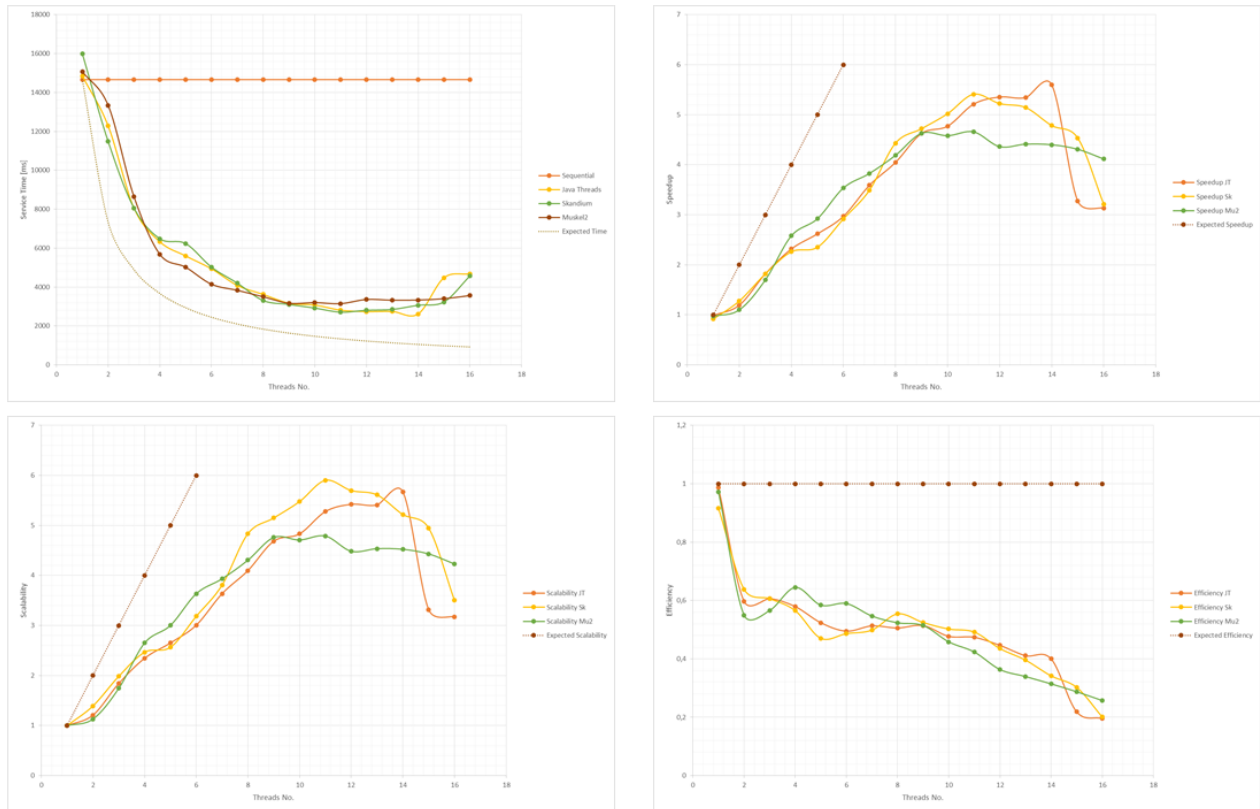 18000
16000
14000
12000
10000
8000
6000
4000
2000
0
Service Time [ms]
0 2 4 6 8 10 12 14 16 18
Threads No.
Sequential
Java Threads
Skandium
Muskel2
Expected Time
7
6
5
4
3
2
1
0
Speedup
0 2 4 6 8 10 12 14 16 18
Threads No.
Speedup JT
Speedup Sk
Speedup Mu2
Expected Speedup
7
6
5
4
3
2
1
0
Scalability
0 2 4 6 8 10 12 14 16 18
Threads No.
Scalability JT
Scalability Sk
Scalability Mu2
Expected Scalability
1,2
1
0,8
0,6
0,4
0,2
0
Efficiency
0 2 4 6 8 10 12 14 16 18
Threads No.
Efficiency JT
Efficiency Sk
Efficiency Mu2
Expected Efficiency